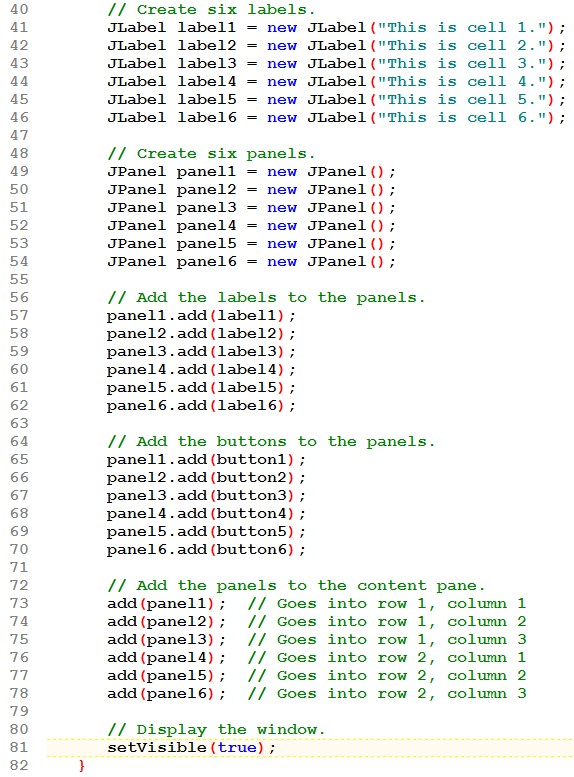 40 // Create six labels.
41 JLabel label1 = new JLabel("This is cell 1.");
42 JLabel label2 = new JLabel("This is cell 2.");
43 JLabel label3 = new JLabel("This is cell 3.");
44 JLabel label4 = new JLabel("This is cell 4.");
45 JLabel label5 = new JLabel("This is cell 5.");
46 JLabel label6 = new JLabel("This is cell 6.");
47
48 // Create six panels.
49 JPanel panel1 = new JPanel();
50 JPanel panel2 = new JPanel();
51 JPanel panel3 = new JPanel();
52 JPanel panel4 = new JPanel();
53 JPanel panel5 = new JPanel();
54 JPanel panel6 = new JPanel();
55
56 // Add the labels to the panels.
57 panel1.add(label1);
58 panel2.add(label2);
59 panel3.add(label3);
60 panel4.add(label4);
61 panel5.add(label5);
62 panel6.add(label6);
63
64 // Add the buttons to the panels.
65 panel1.add(button1);
66 panel2.add(button2);
67 panel3.add(button3);
68 panel4.add(button4);
69 panel5.add(button5);
70 panel6.add(button6);
71
72 // Add the panels to the content pane.
73 add(panel1); // Goes into row 1, column 1
74 add(panel2); // Goes into row 1, column 2
75 add(panel3); // Goes into row 1, column 3
76 add(panel4); // Goes into row 2, column 1
77 add(panel5); // Goes into row 2, column 2
78 add(panel6); // Goes into row 2, column 3
79
80 // Display the window.
81 setVisible(true);
82 }